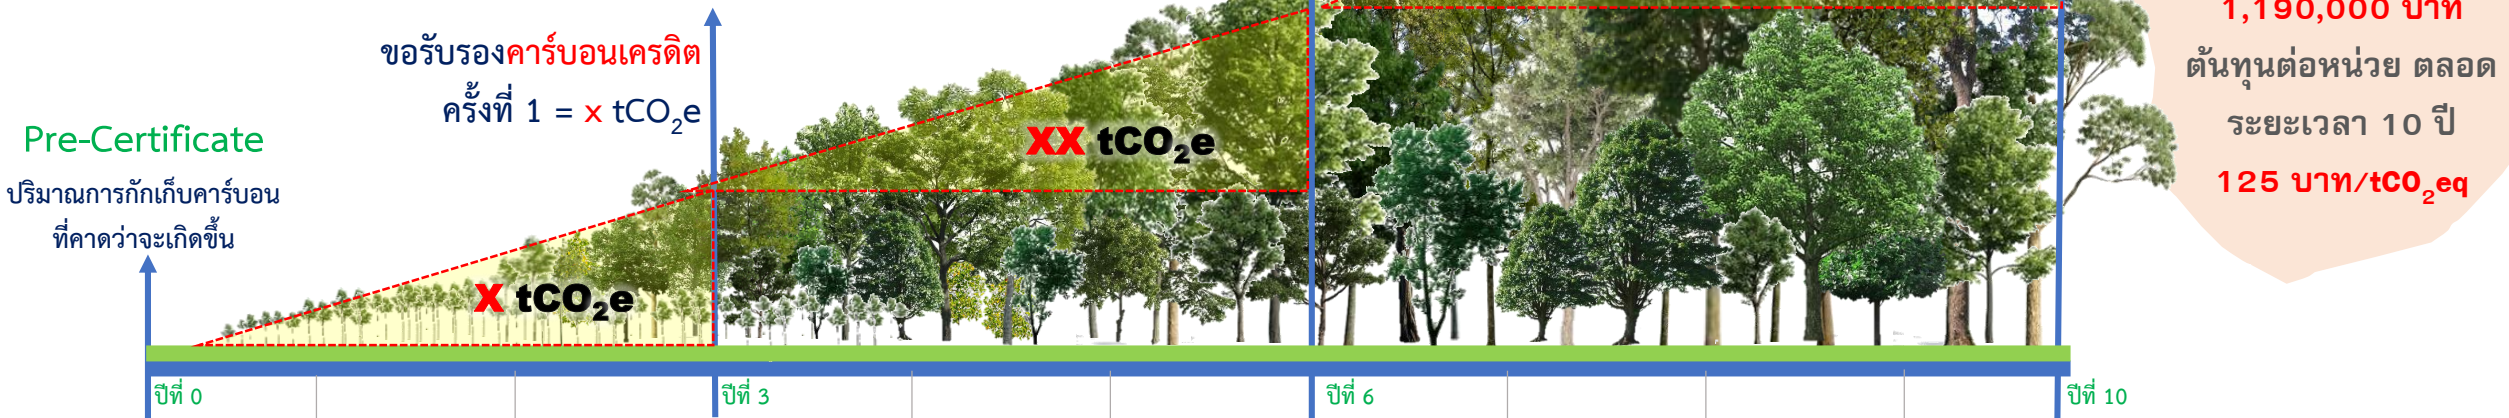 1,190,000 บาท
ต้นทุนต่อหน่วย ตลอด
ระยะเวลา 10 ปี
125 บาท/tCO₂eq
ขอรับรองคาร์บอนเครดิต
ครั้งที่ 1 = x tCO₂e
Pre-Certificate
ปริมาณการกักเก็บคาร์บอน
ที่คาดว่าจะเกิดขึ้น
XX tCO₂e
X tCO₂e
ปีที่ 0
ปีที่ 3
ปีที่ 6
ปีที่ 10